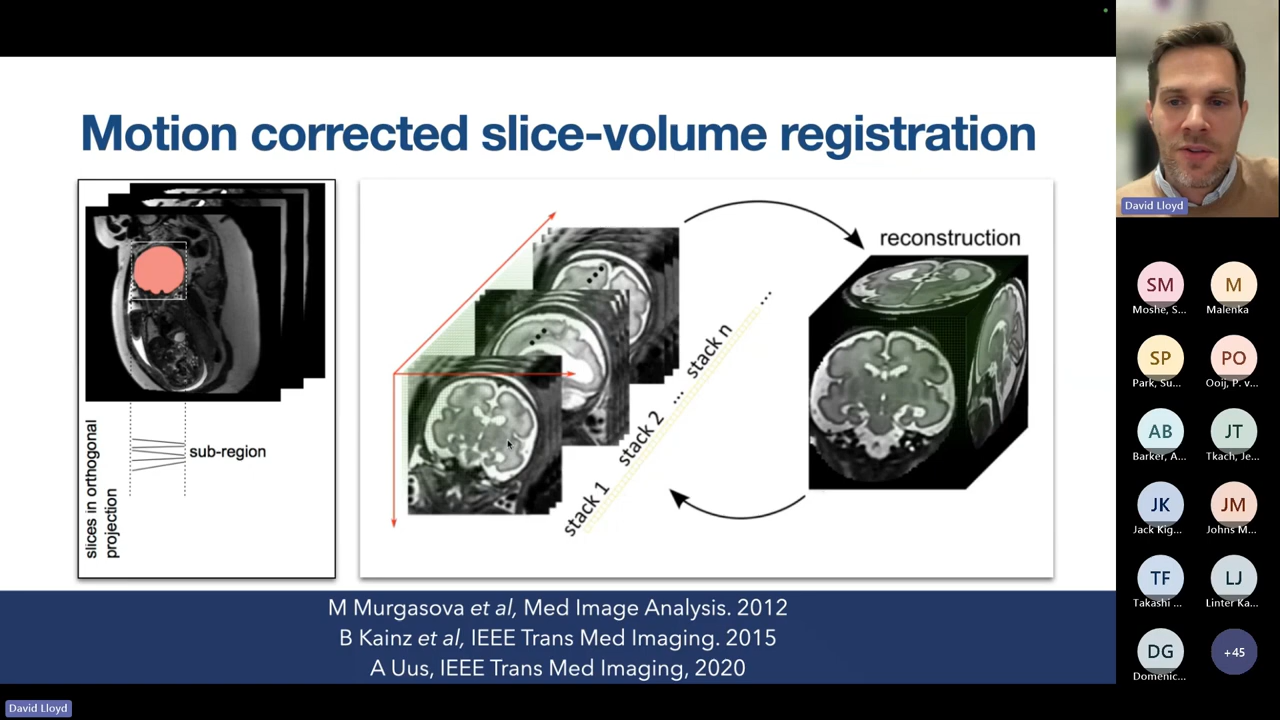 Motion corrected slice-volume registration
slices in orthogonal
projection
sub-region
stack 1
stack 2
...
stack n
...
reconstruction
M Murgasova et al, Med Image Analysis. 2012
B Kainz et al, IEEE Trans Med Imaging. 2015
A Uus, IEEE Trans Med Imaging, 2020
David Lloyd
SM
Moshe, S...
M
Malenka
SP
Park, Su...
PO
Ooij, P. v...
AB
Barker, A...
JT
Tkach, Je...
JK
Jack Kig...
JM
Johns M...
TF
Takashi ...
LJ
Linter Ka...
DG
Domenic...
+45
David Lloyd